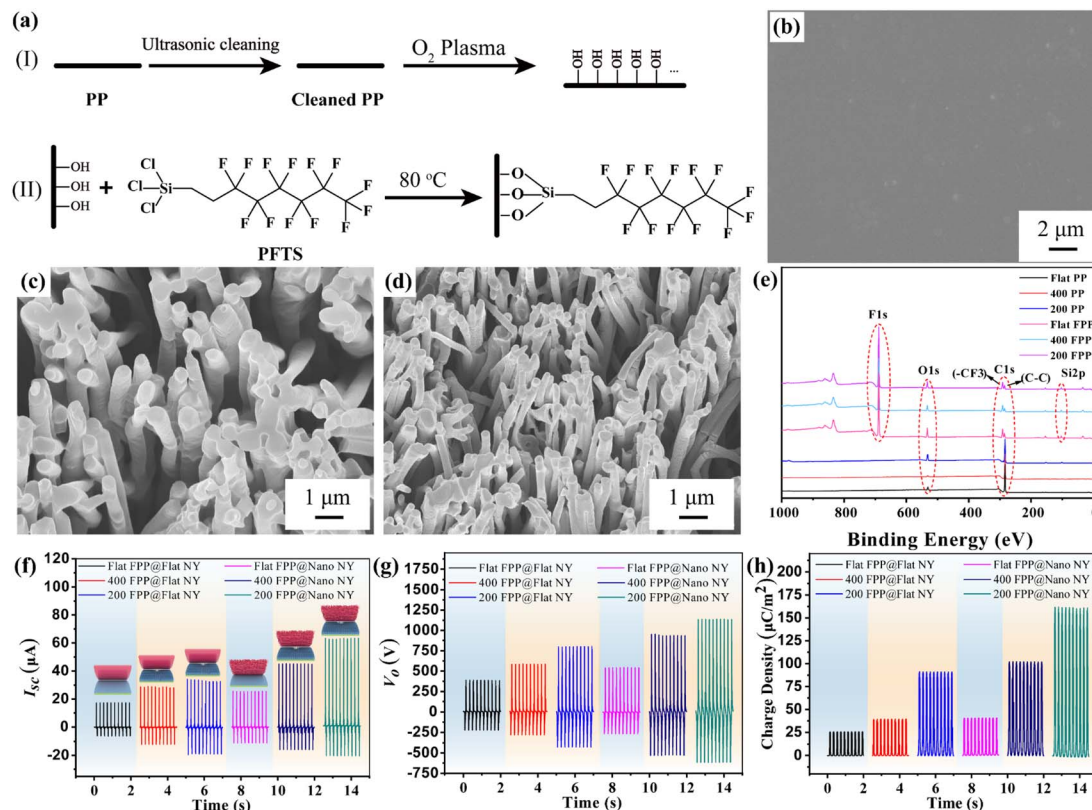 (a)
(I)
Ultrasonic cleaning
O2 Plasma
PP
Cleaned PP
OH OH OH OH OH ...
(II)
OH
OH
OH
+
Cl
Cl Si
Cl
F F F F F F
F
F F F F F F
PFTS
80 °C
O
O Si
O
F F F F F F
F
F F F F F F
(b)
2 μm
(c)
1 μm
(d)
1 μm
(e)
Flat PP
400 PP
200 PP
Flat FPP
400 FPP
200 FPP
F1s
O1s
(-CF3)
C1s
(C-C)
Si2p
1000 800 600 400 200 0
Binding Energy (eV)
(f)
Flat FPP@Flat NY
400 FPP@Flat NY
200 FPP@Flat NY
Flat FPP@Nano NY
400 FPP@Nano NY
200 FPP@Nano NY
120
100
80
60
40
20
0
-20
Isc (μA)
0 2 4 6 8 10 12 14
Time (s)
(g)
Flat FPP@Flat NY
400 FPP@Flat NY
200 FPP@Flat NY
Flat FPP@Nano NY
400 FPP@Nano NY
200 FPP@Nano NY
1750
1500
1250
1000
750
500
250
0
-250
-500
-750
Vo (v)
0 2 4 6 8 10 12 14
Time (s)
(h)
Flat FPP@Flat NY
400 FPP@Flat NY
200 FPP@Flat NY
Flat FPP@Nano NY
400 FPP@Nano NY
200 FPP@Nano NY
200
175
150
125
100
75
50
25
0
Charge Density (μC/m2)
0 2 4 6 8 10 12 14
Time (s)